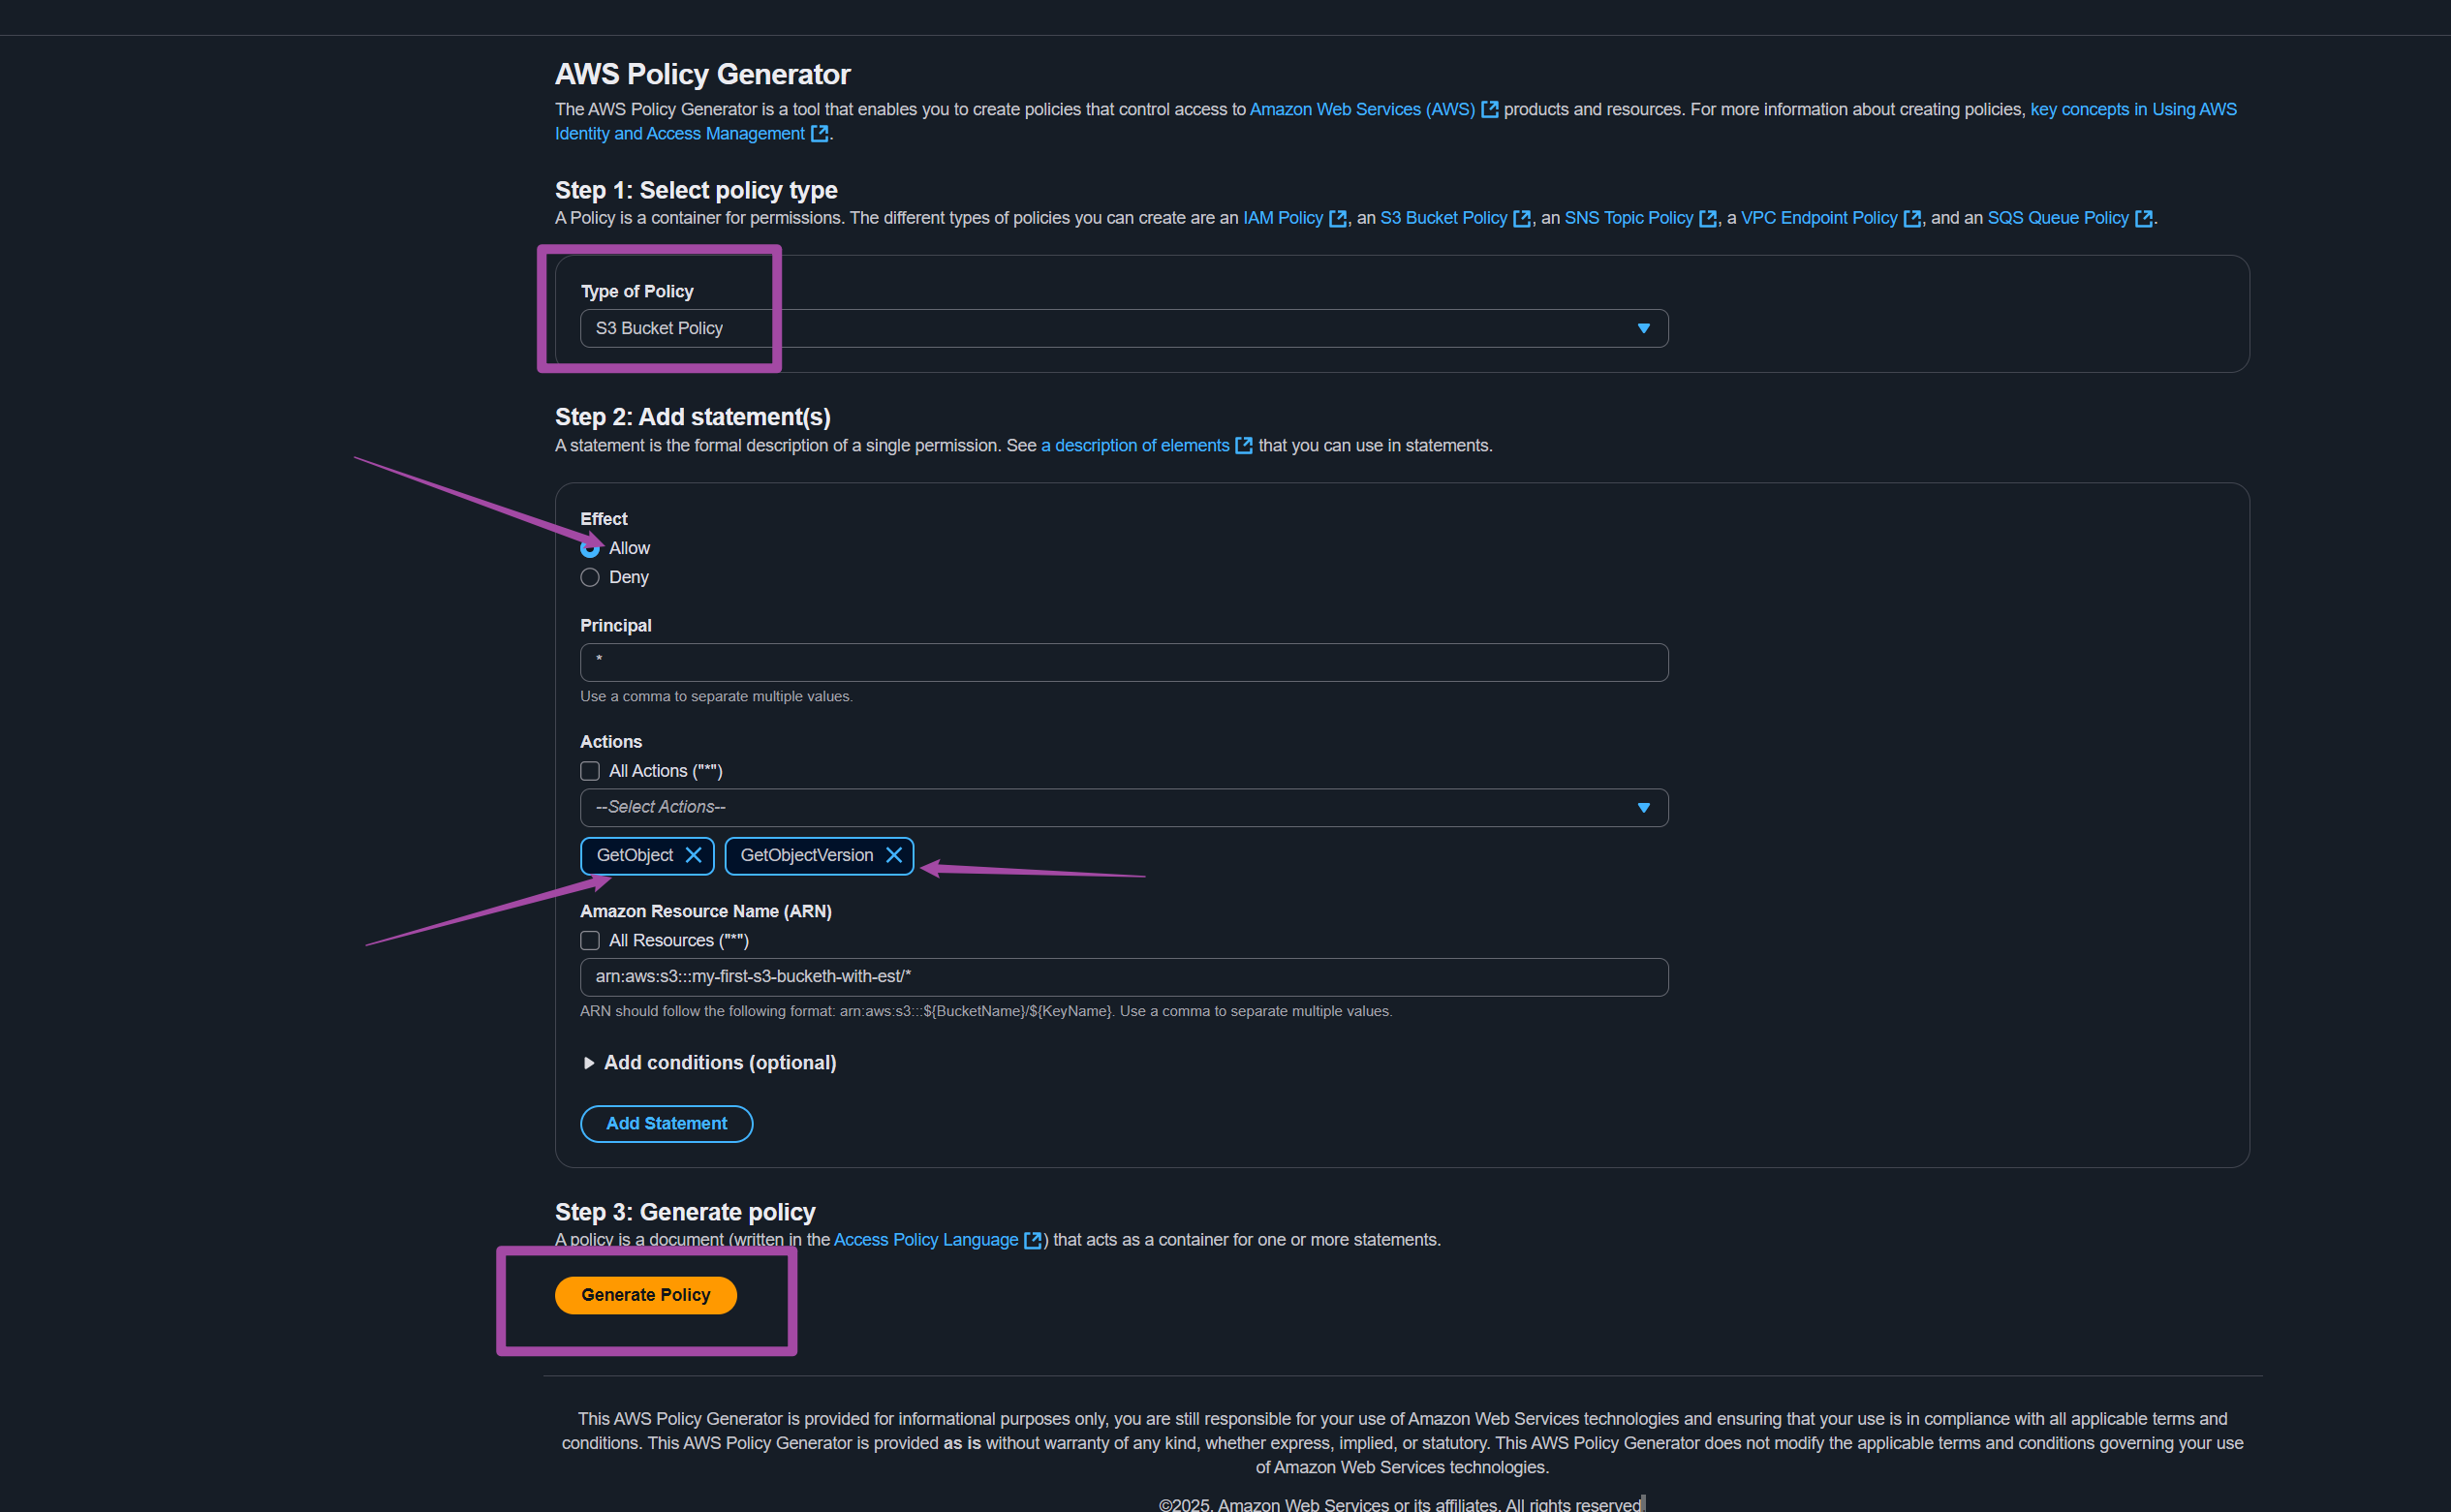 AWS Policy Generator
The AWS Policy Generator is a tool that enables you to create policies that control access to Amazon Web Services (AWS) products and resources. For more information about creating policies, key concepts in Using AWS
Identity and Access Management.
Step 1: Select policy type
A Policy is a container for permissions. The different types of policies you can create are an IAM Policy, an S3 Bucket Policy, an SNS Topic Policy, a VPC Endpoint Policy, and an SQS Queue Policy.
Type of Policy
S3 Bucket Policy
Step 2: Add statement(s)
A statement is the formal description of a single permission. See a description of elements that you can use in statements.
Effect
Allow
Deny
Principal
*
Use a comma to separate multiple values.
Actions
All Actions ("*")
--Select Actions--
GetObject GetObjectVersion
Amazon Resource Name (ARN)
All Resources ("*")
arn:aws:s3:::my-first-s3-bucketh-with-est/*
ARN should follow the following format: arn:aws:s3:::${BucketName}/${KeyName}. Use a comma to separate multiple values.
Add conditions (optional)
Add Statement
Step 3: Generate policy
A policy is a document (written in the Access Policy Language) that acts as a container for one or more statements.
Generate Policy
This AWS Policy Generator is provided for informational purposes only, you are still responsible for your use of Amazon Web Services technologies and ensuring that your use is in compliance with all applicable terms and
conditions. This AWS Policy Generator is provided as is without warranty of any kind, whether express, implied, or statutory. This AWS Policy Generator does not modify the applicable terms and conditions governing your use
of Amazon Web Services technologies.
©2025, Amazon Web Services or its affiliates. All rights reserved